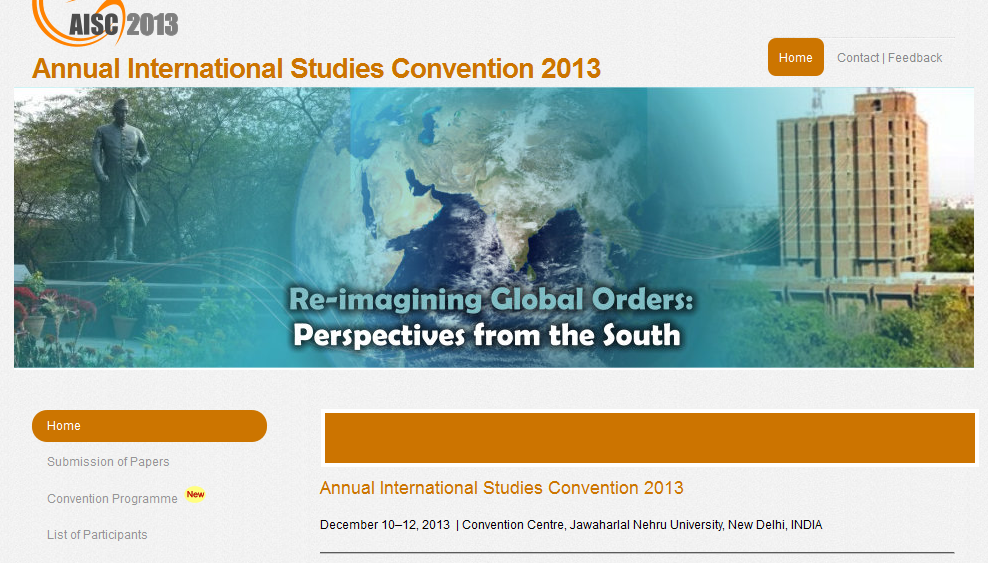 AISC 2013
Annual International Studies Convention 2013
Home
Contact | Feedback
Re-imagining Global Orders:
Perspectives from the South
Home
Submission of Papers
Convention Programme New
List of Participants
Annual International Studies Convention 2013
December 10–12, 2013 | Convention Centre, Jawaharlal Nehru University, New Delhi, INDIA